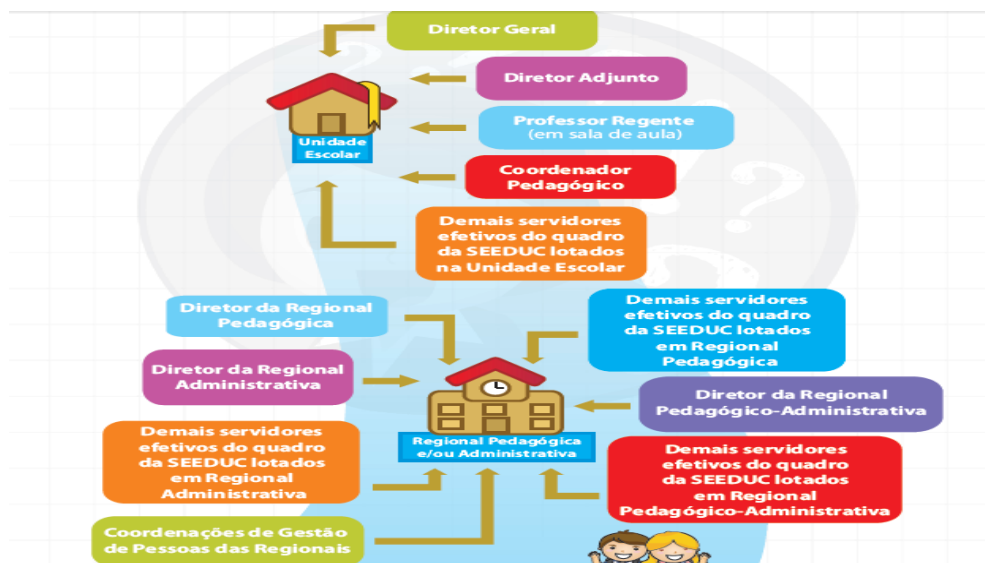 Diretor Geral
Diretor Adjunto
Professor Regente
(em sala de aula)
Unidade
Escolar
Coordenador
Pedagógico
Demais servidores
efetivos do quadro
da SEEDUC lotados
na Unidade Escolar
Diretor da Regional
Pedagógica
Demais servidores
efetivos do quadro
da SEEDUC lotados
em Regional
Pedagógica
Diretor da Regional
Administrativa
Diretor da Regional
Pedagógico-Administrativa
Regional Pedagógica
e/ou Administrativa
Demais servidores
efetivos do quadro
da SEEDUC lotados
em Regional
Administrativa
Demais servidores
efetivos do quadro
da SEEDUC lotados
em Regional
Pedagógico-Administrativa
Coordenações de Gestão
de Pessoas das Regionais